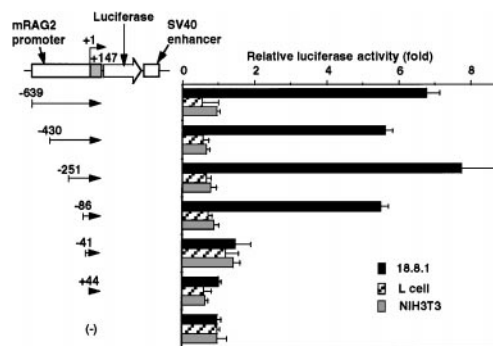 mRAG2
promoter
+1
Luciferase
SV40
enhancer
+147
Relative luciferase activity (fold)
0 2 4 6 8
-639
-430
-251
-86
-41
+44
(-)
18.8.1
L cell
NIH3T3